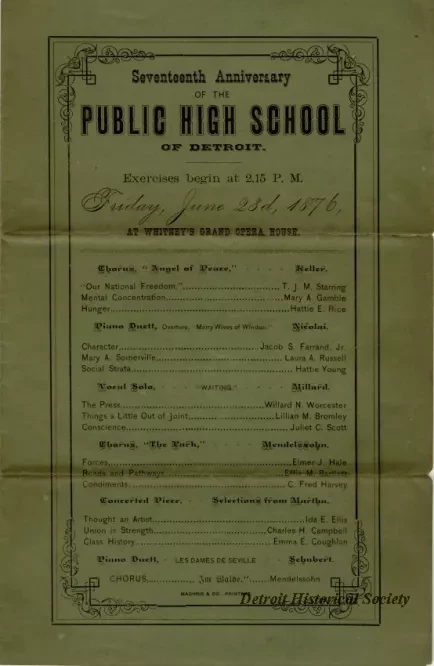 Seventeenth Anniversary
OF THE
PUBLIC HIGH SCHOOL
OF DETROIT.
Exercises begin at 2.15 P. M.
Friday, June 23d, 1876,
AT WHITNEY'S GRAND OPERA HOUSE.
Chorus, "Angel of Peace," - - - Keller.
"Our National Freedom,"..........T. J. M. Starring
Mental Concentration..........Mary A. Gamble
Hunger..........Hattie E. Rice
Piano Duett, Overture, "Merry Wives of Windsor." Nicolai.
Character..........Jacob S. Farrand, Jr.
Mary A. Somerville..........Laura A. Russell
Social Strata..........Hattie Young
Vocal Solo, - - "WAITING," - - Millard.
The Press..........Willard N. Worcester
Things a Little Out of Joint..........Lillian M. Bromley
Conscience..........Juliet C. Scott
Chorus, "The Lark," - - - Mendelssohn.
Forces..........Elmer J. Hale
Roads and Pathways..........Effie M. Bartlett
Condiments..........C. Fred Harvey
Concerted Piece, - - Selections from Martha.
Thought an Artist..........Ida E. Ellis
Union is Strength..........Charles H. Campbell
Class History..........Emma E. Coughlan
Piano Duett, - LES DAMES DE SEVILLE - Schubert.
CHORUS.......... "Im Walde,"......Mendelssohn
& CO. PRINT
Detroit Historical Society